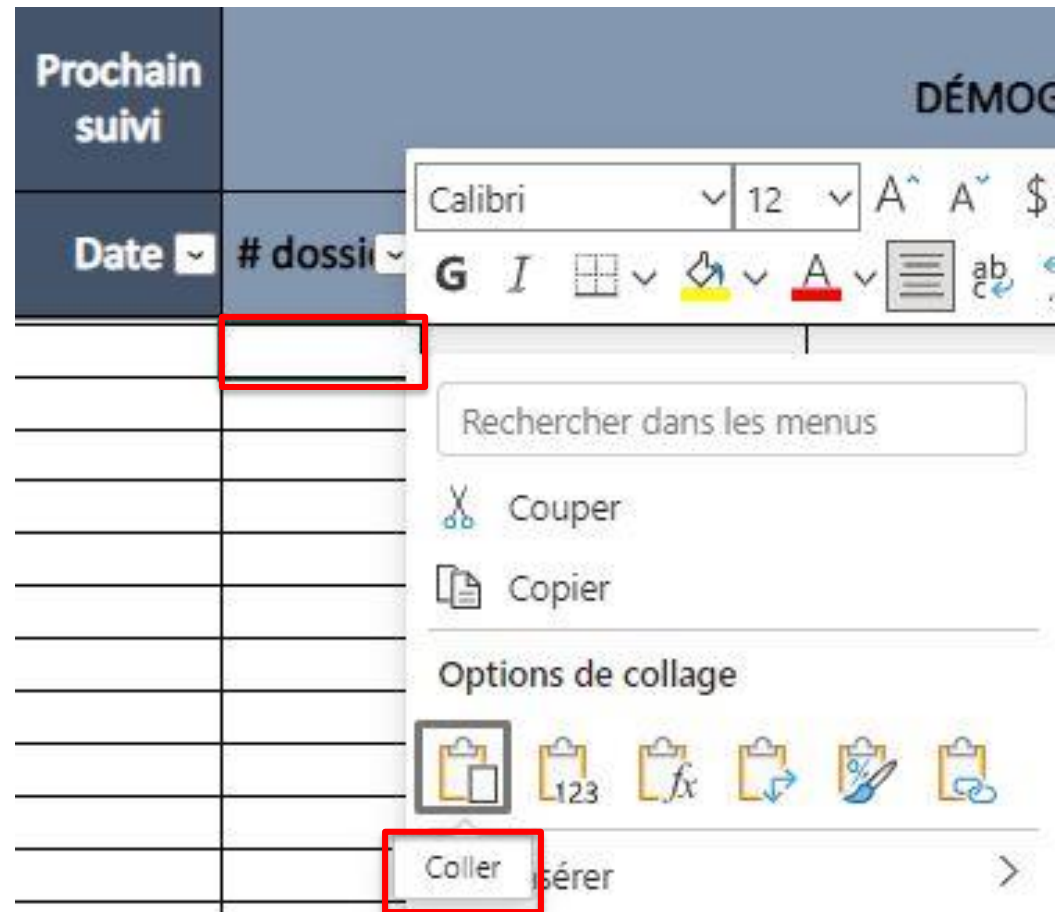 Prochain
suivi
DÉMOG
Calibri
12
A A $
Date
# dossi
G I A ab
c
Rechercher dans les menus
Couper
Copier
Options de collage
123 fx %
Coller
sérer